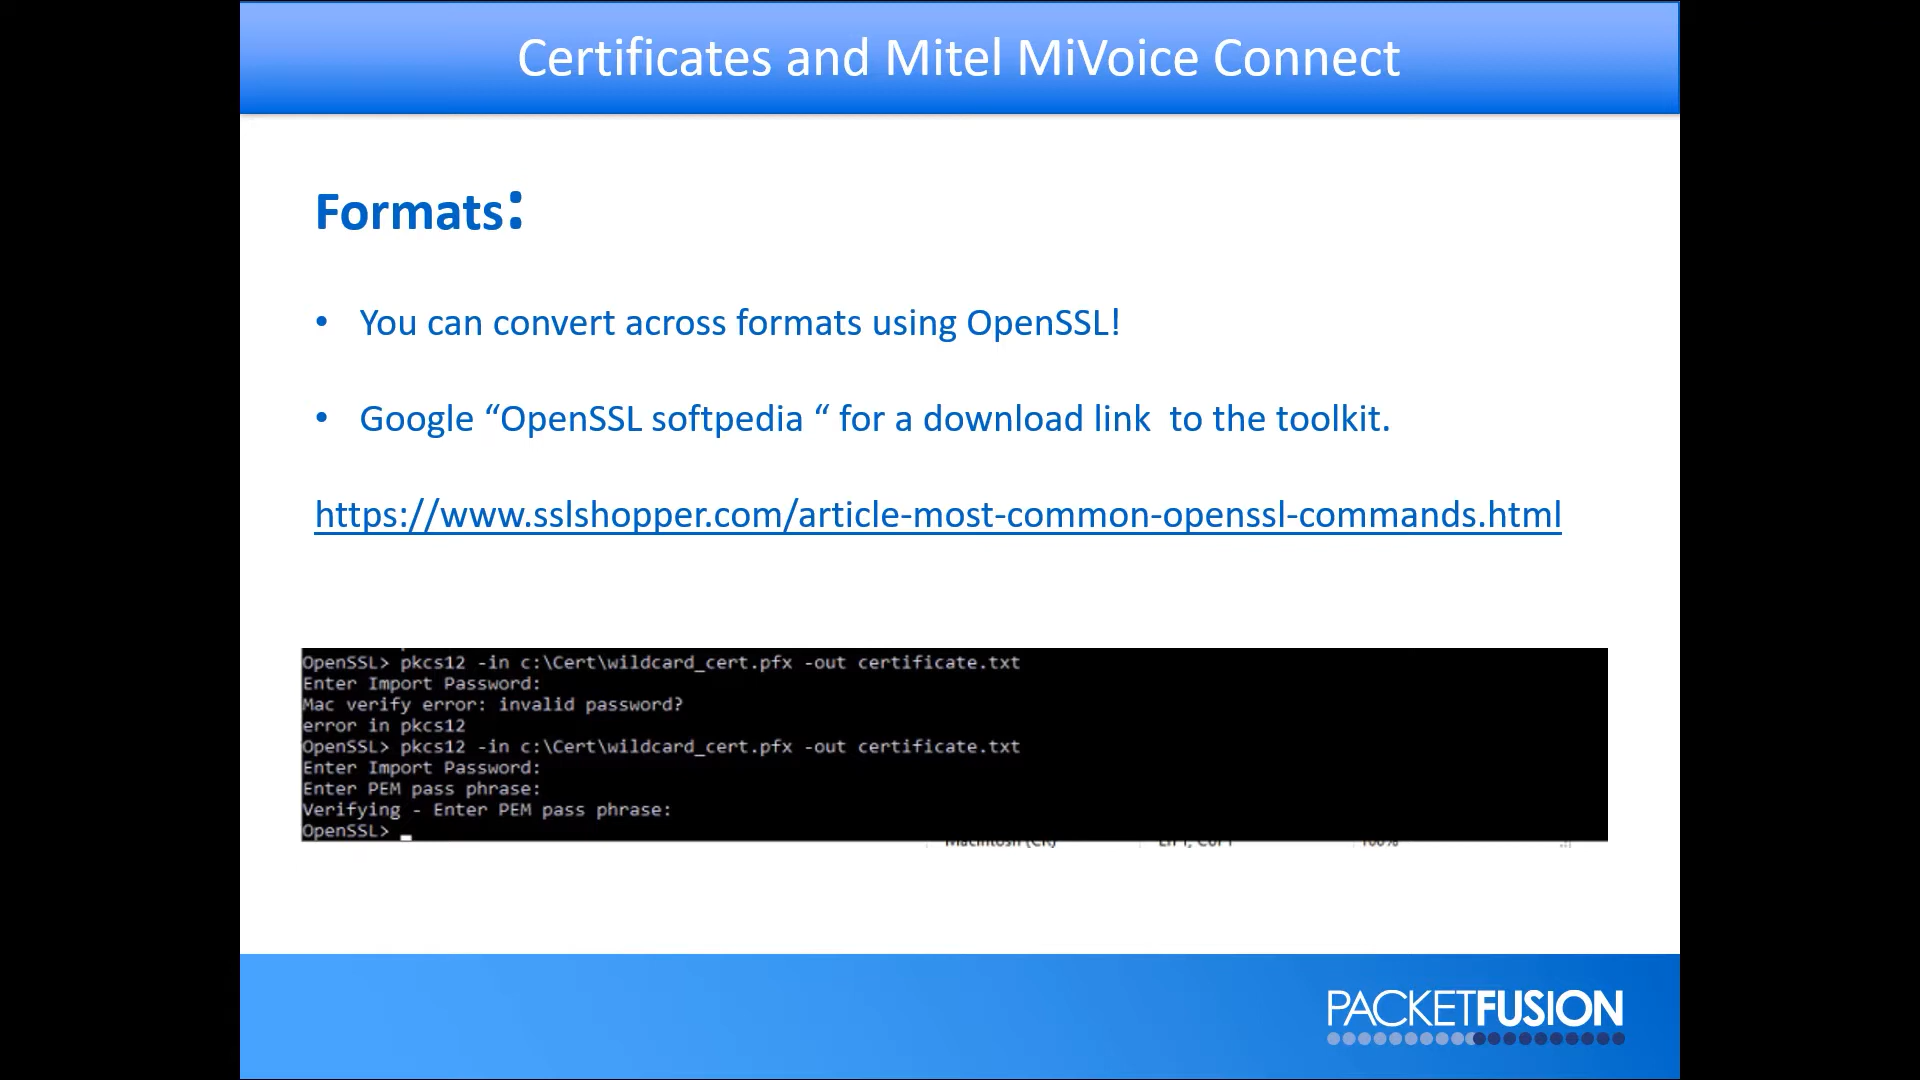 Certificates and Mitel MiVoice Connect
Formats:
• You can convert across formats using OpenSSL!
• Google “OpenSSL softpedia “ for a download link  to the toolkit.
https://www.sslshopper.com/article-most-common-openssl-commands.html
OpenSSL> pkcs12 -in c:\Cert\wildcard_cert.pfx -out certificate.txt
Enter Import Password:
Mac verify error: invalid password?
error in pkcs12
OpenSSL> pkcs12 -in c:\Cert\wildcard_cert.pfx -out certificate.txt
Enter Import Password:
Enter PEM pass phrase:
Verifying - Enter PEM pass phrase:
OpenSSL>
Macintosh (CR) 100%
PACKETFUSION